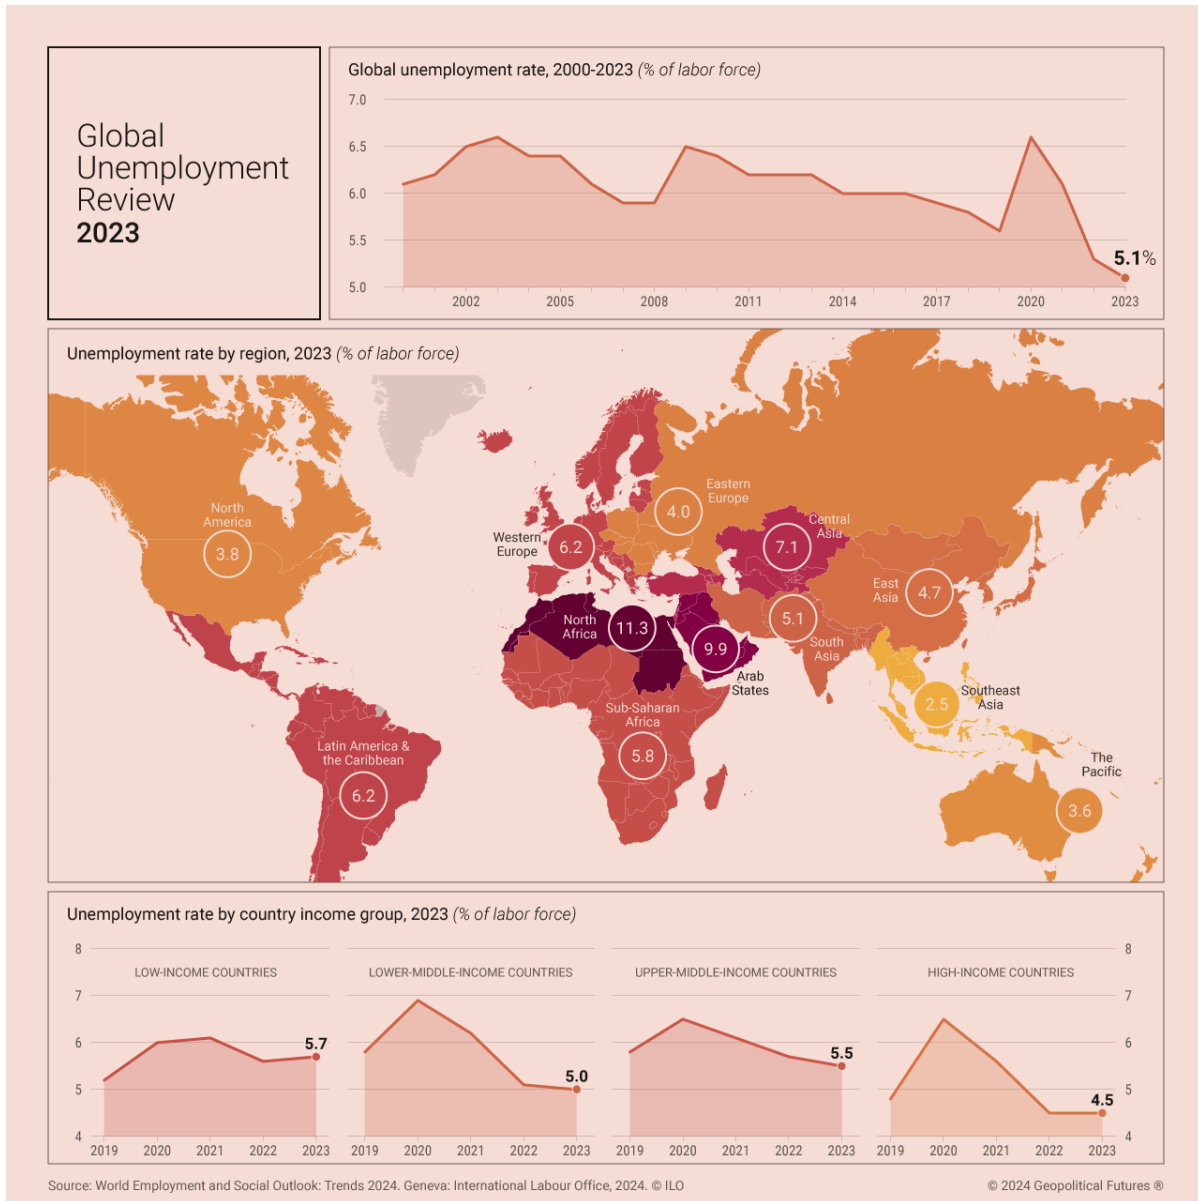 Global
Unemployment
Review
2023
Global unemployment rate, 2000-2023 (% of labor force)
7.0
6.5
6.0
5.5
5.0
5.1%
2002 2005 2008 2011 2014 2017 2020 2023
Unemployment rate by region, 2023 (% of labor force)
North
America
3.8
Western
Europe
6.2
Eastern
Europe
4.0
Central
Asia
7.1
East
Asia
4.7
North
Africa
11.3
5.1
South
Asia
9.9
Arab
States
Southeast
Asia
2.5
Sub-Saharan
Africa
5.8
Latin America &
the Caribbean
6.2
The
Pacific
3.6
Unemployment rate by country income group, 2023 (% of labor force)
8
7
6
5
4
LOW-INCOME COUNTRIES
5.7
2019 2020 2021 2022 2023
LOWER-MIDDLE-INCOME COUNTRIES
5.0
2019 2020 2021 2022 2023
UPPER-MIDDLE-INCOME COUNTRIES
5.5
2019 2020 2021 2022 2023
HIGH-INCOME COUNTRIES
4.5
2019 2020 2021 2022 2023
8
7
6
5
4
Source: World Employment and Social Outlook: Trends 2024. Geneva: International Labour Office, 2024. © ILO
© 2024 Geopolitical Futures ®